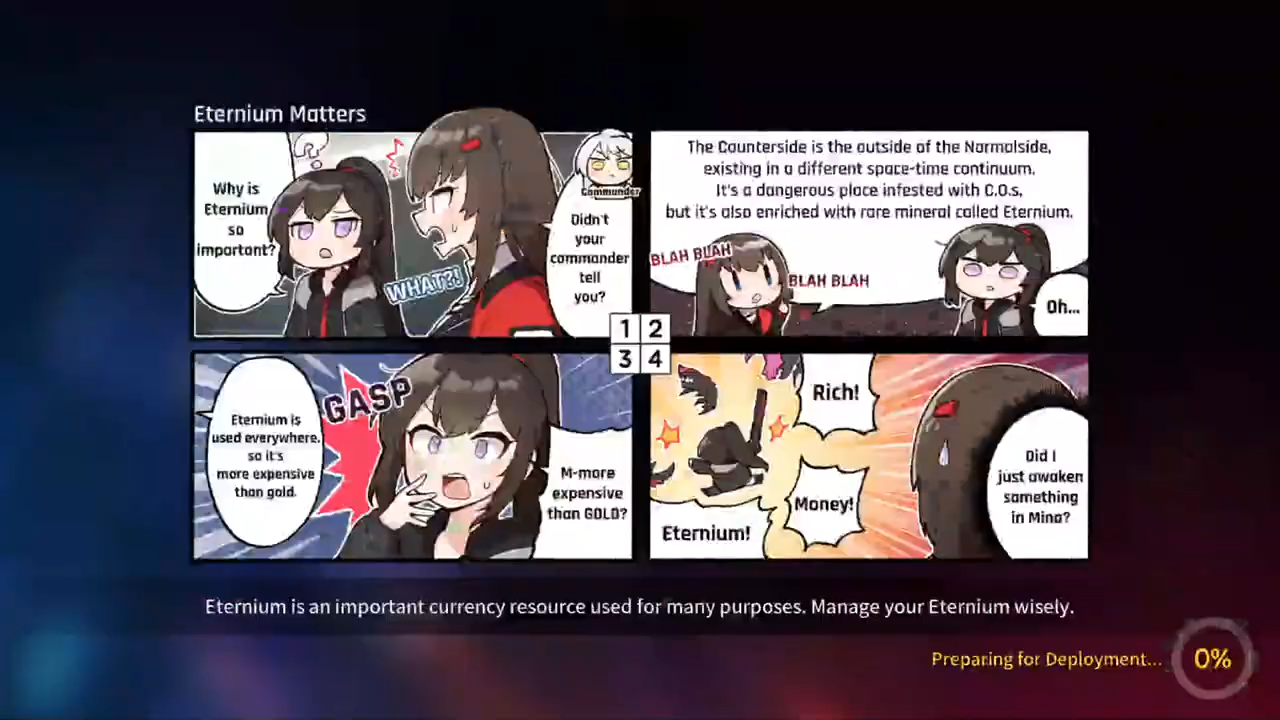 Eternium Matters
Why is
Eternium
so
important?
?
WHAT?!
Commander
Didn't
your
commander
tell
you?
The Counterside is the outside of the Normalside,
existing in a different space-time continuum.
It's a dangerous place infested with C.O.s,
but it's also enriched with rare mineral called Eternium.
BLAH BLAH
BLAH BLAH
Oh...
1 2
3 4
Eternium is
used everywhere.
so it's
more expensive
than gold.
GASP
M-more
expensive
than GOLD?
Rich!
Money!
Eternium!
Did I
just awaken
something
in Mina?
Eternium is an important currency resource used for many purposes. Manage your Eternium wisely.
Preparing for Deployment... 0%